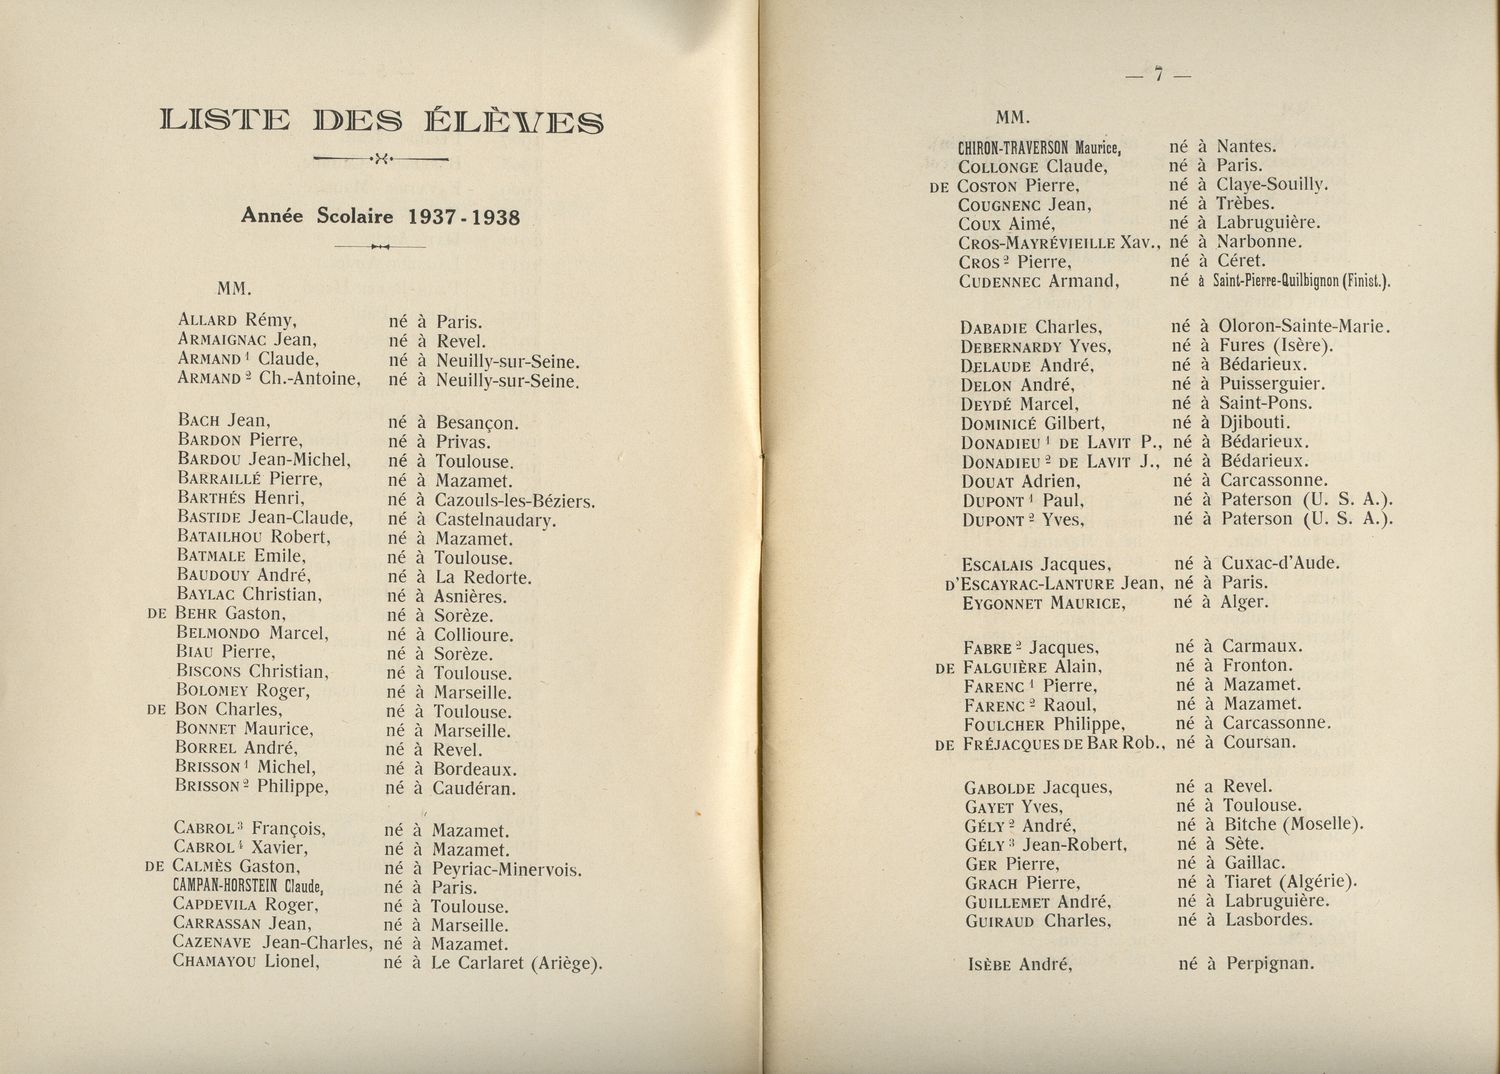 LISTE DES ÉLÈVES
Année Scolaire 1937-1938
MM.
ALLARD Rémy, né à Paris.
ARMAIGNAC Jean, né à Revel.
ARMAND 1 Claude, né à Neuilly-sur-Seine.
ARMAND 2 Ch.-Antoine, né à Neuilly-sur-Seine.
BACH Jean, né à Besançon.
BARDON Pierre, né à Privas.
BARDOU Jean-Michel, né à Toulouse.
BARRAILLÉ Pierre, né à Mazamet.
BARTHÉS Henri, né à Cazouls-les-Béziers.
BASTIDE Jean-Claude, né à Castelnaudary.
BATAILHOU Robert, né à Mazamet.
BATMALE Emile, né à Toulouse.
BAUDOUY André, né à La Redorte.
BAYLAC Christian, né à Asnières.
DE BEHR Gaston, né à Sorèze.
BELMONDO Marcel, né à Collioure.
BIAU Pierre, né à Sorèze.
BISCONS Christian, né à Toulouse.
BOLOMEY Roger, né à Marseille.
DE BON Charles, né à Toulouse.
BONNET Maurice, né à Marseille.
BORREL André, né à Revel.
BRISSON 1 Michel, né à Bordeaux.
BRISSON 2 Philippe, né à Caudéran.
CABROL 3 François, né à Mazamet.
CABROL 4 Xavier, né à Mazamet.
DE CALMÈS Gaston, né à Peyriac-Minervois.
CAMPAN-HORSTEIN Claude, né à Paris.
CAPDEVILA Roger, né à Toulouse.
CARRASSAN Jean, né à Marseille.
CAZENAVE Jean-Charles, né à Mazamet.
CHAMAYOU Lionel, né à Le Carlaret (Ariège).
— 7 —
MM.
CHIRON-TRAVERSON Maurice, né à Nantes.
COLLONGE Claude, né à Paris.
DE COSTON Pierre, né à Claye-Souilly.
COUGNENC Jean, né à Trèbes.
COUX Aimé, né à Labruguière.
CROS-MAYRÉVIEILLE Xav., né à Narbonne.
CROS 2 Pierre, né à Céret.
CUDENNEC Armand, né à Saint-Pierre-Quilbignon (Finist.).
DABADIE Charles, né à Oloron-Sainte-Marie.
DEBERNARDY Yves, né à Fures (Isère).
DELAUDE André, né à Bédarieux.
DELON André, né à Puisserguier.
DEYDÉ Marcel, né à Saint-Pons.
DOMINICÉ Gilbert, né à Djibouti.
DONADIEU 1 DE LAVIT P., né à Bédarieux.
DONADIEU 2 DE LAVIT J., né à Bédarieux.
DOUAT Adrien, né à Carcassonne.
DUPONT 1 Paul, né à Paterson (U. S. A.).
DUPONT 2 Yves, né à Paterson (U. S. A.).
ESCALAIS Jacques, né à Cuxac-d'Aude.
D'ESCAYRAC-LANTURE Jean, né à Paris.
EYGONNET MAURICE, né à Alger.
FABRE 2 Jacques, né à Carmaux.
DE FALGUIÈRE Alain, né à Fronton.
FARENC 1 Pierre, né à Mazamet.
FARENC 2 Raoul, né à Mazamet.
FOULCHER Philippe, né à Carcassonne.
DE FRÉJACQUES DE BAR Rob., né à Coursan.
GABOLDE Jacques, né a Revel.
GAYET Yves, né à Toulouse.
GÉLY 2 André, né à Bitche (Moselle).
GÉLY 3 Jean-Robert, né à Sète.
GER Pierre, né à Gaillac.
GRACH Pierre, né à Tiaret (Algérie).
GUILLEMET André, né à Labruguière.
GUIRAUD Charles, né à Lasbordes.
ISÈBE André, né à Perpignan.